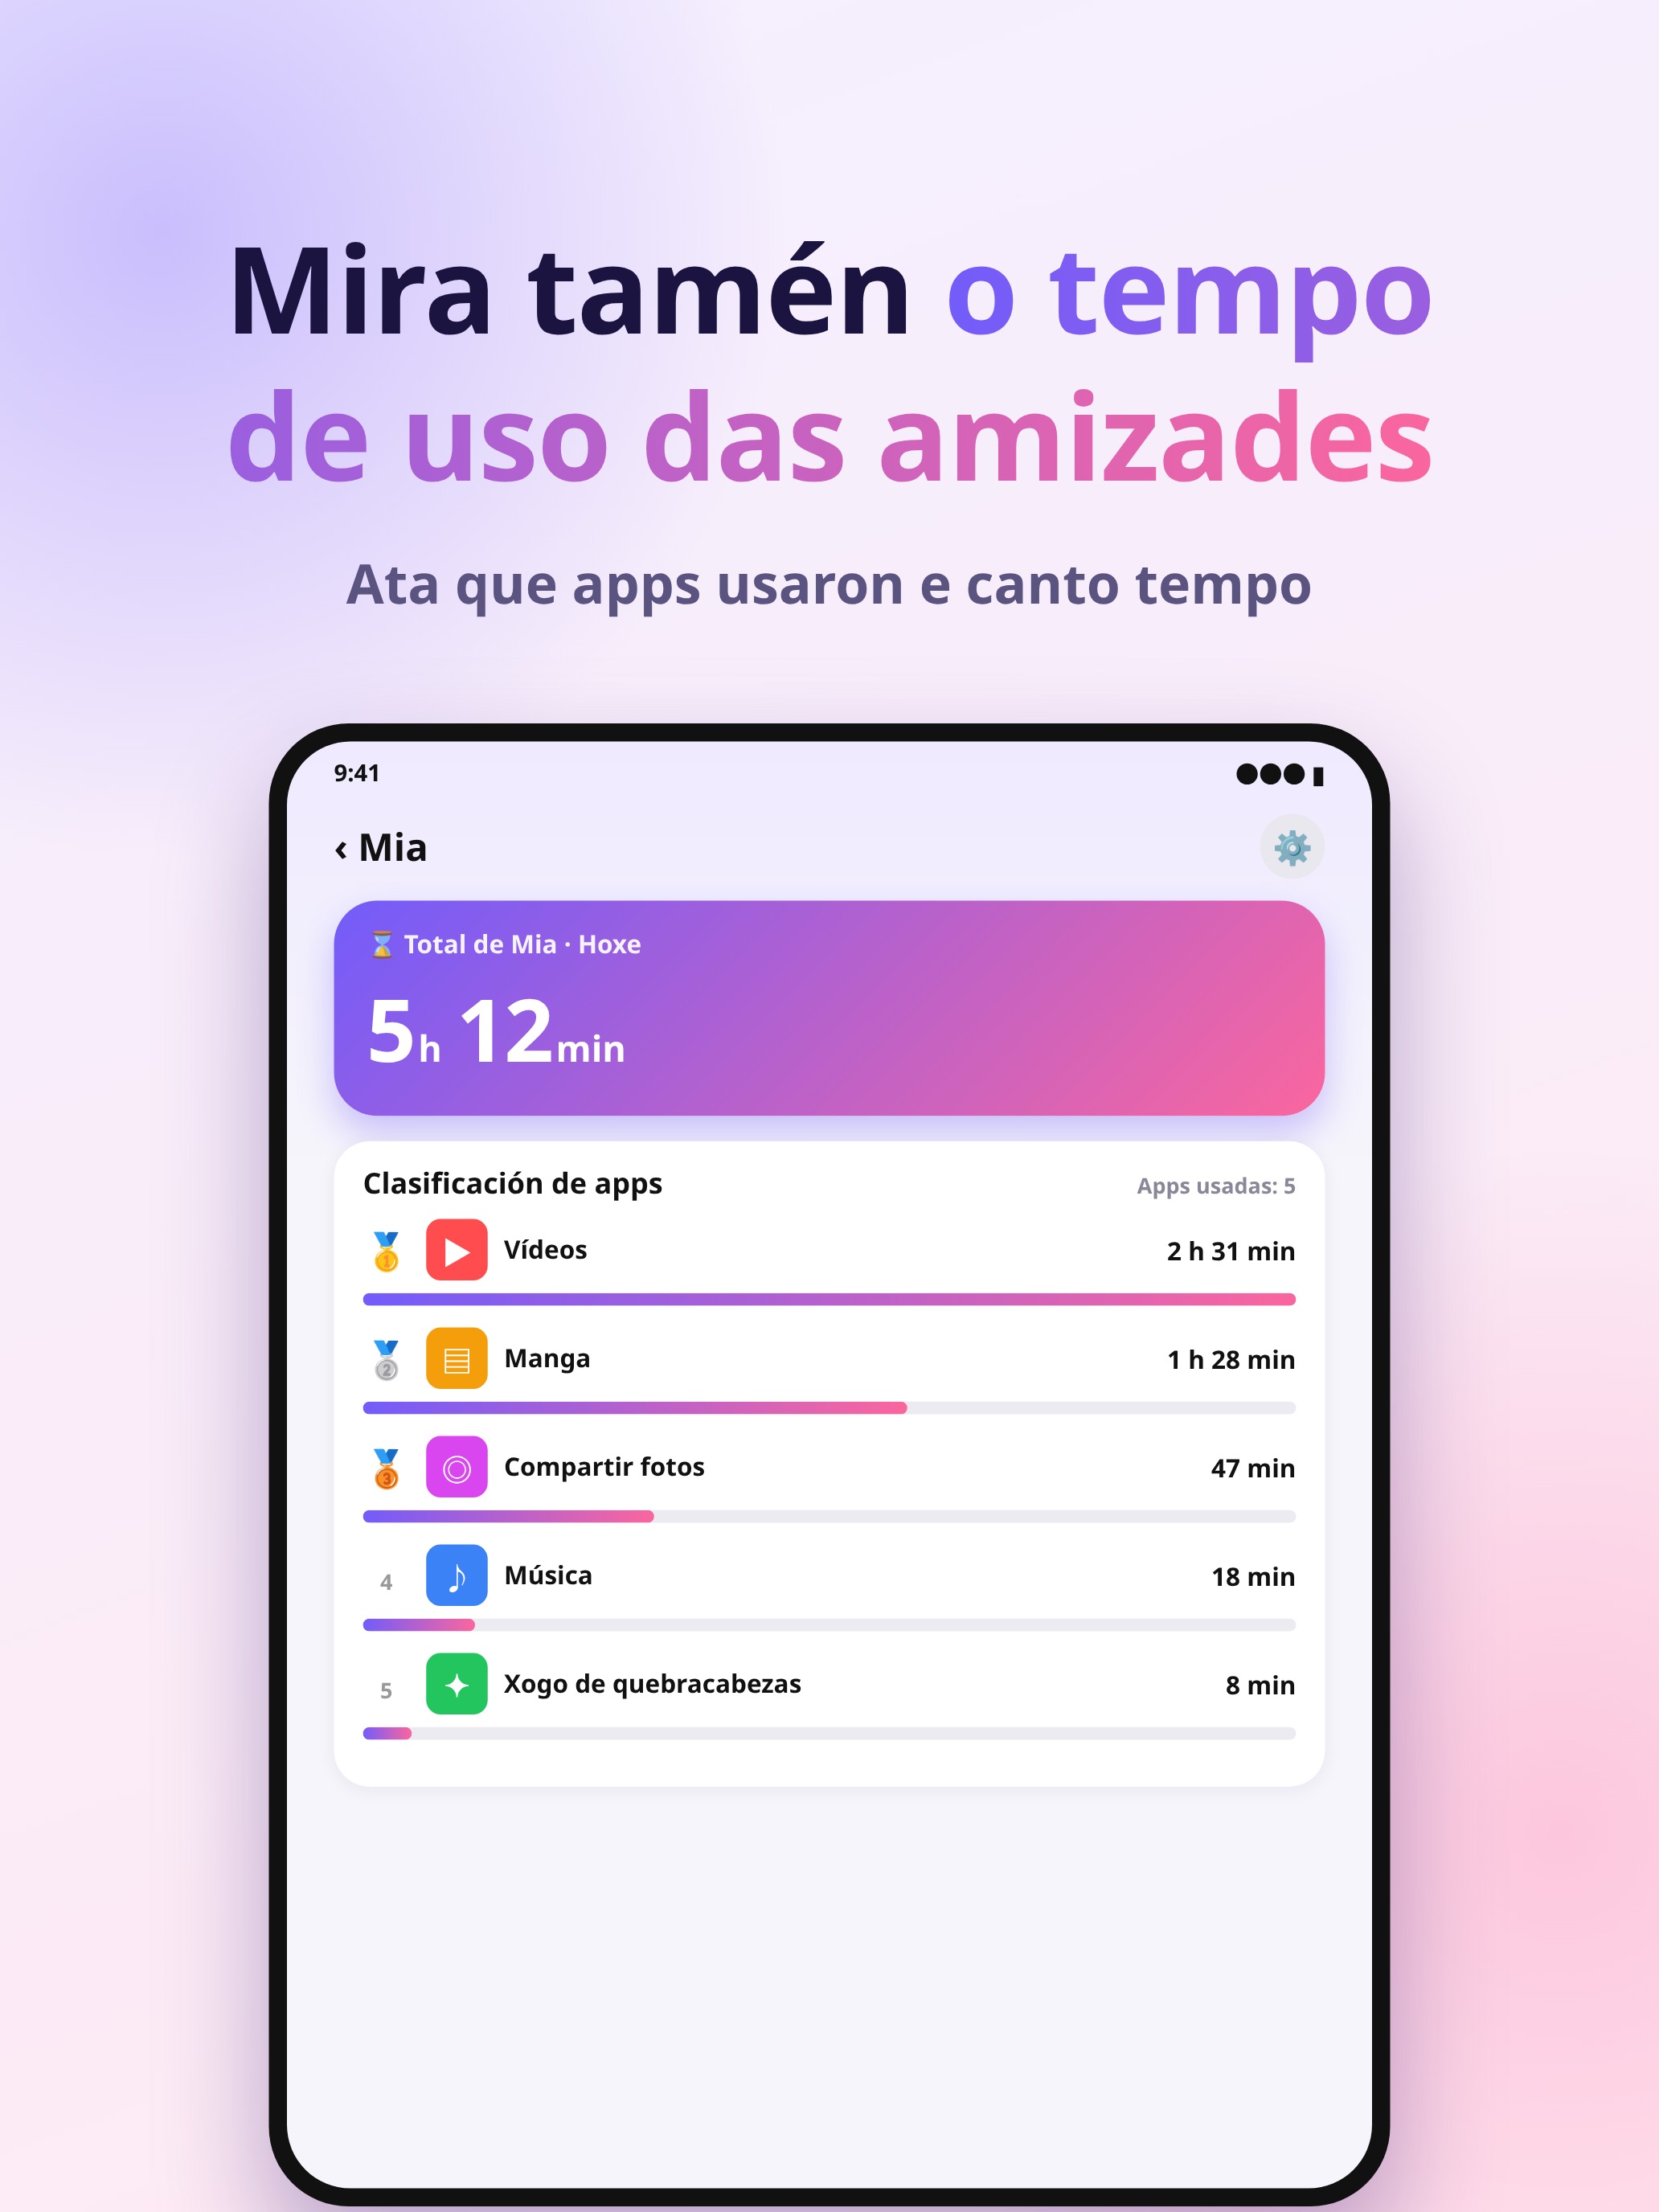 Mira tamén o tempo
de uso das amizades
Ata que apps usaron e canto tempo
9:41
‹ Mia
⌛ Total de Mia · Hoxe
5h 12min
Clasificación de apps
Apps usadas: 5
🥇 Vídeos 2 h 31 min
🥈 Manga 1 h 28 min
🥉 Compartir fotos 47 min
4 Música 18 min
5 Xogo de quebracabezas 8 min